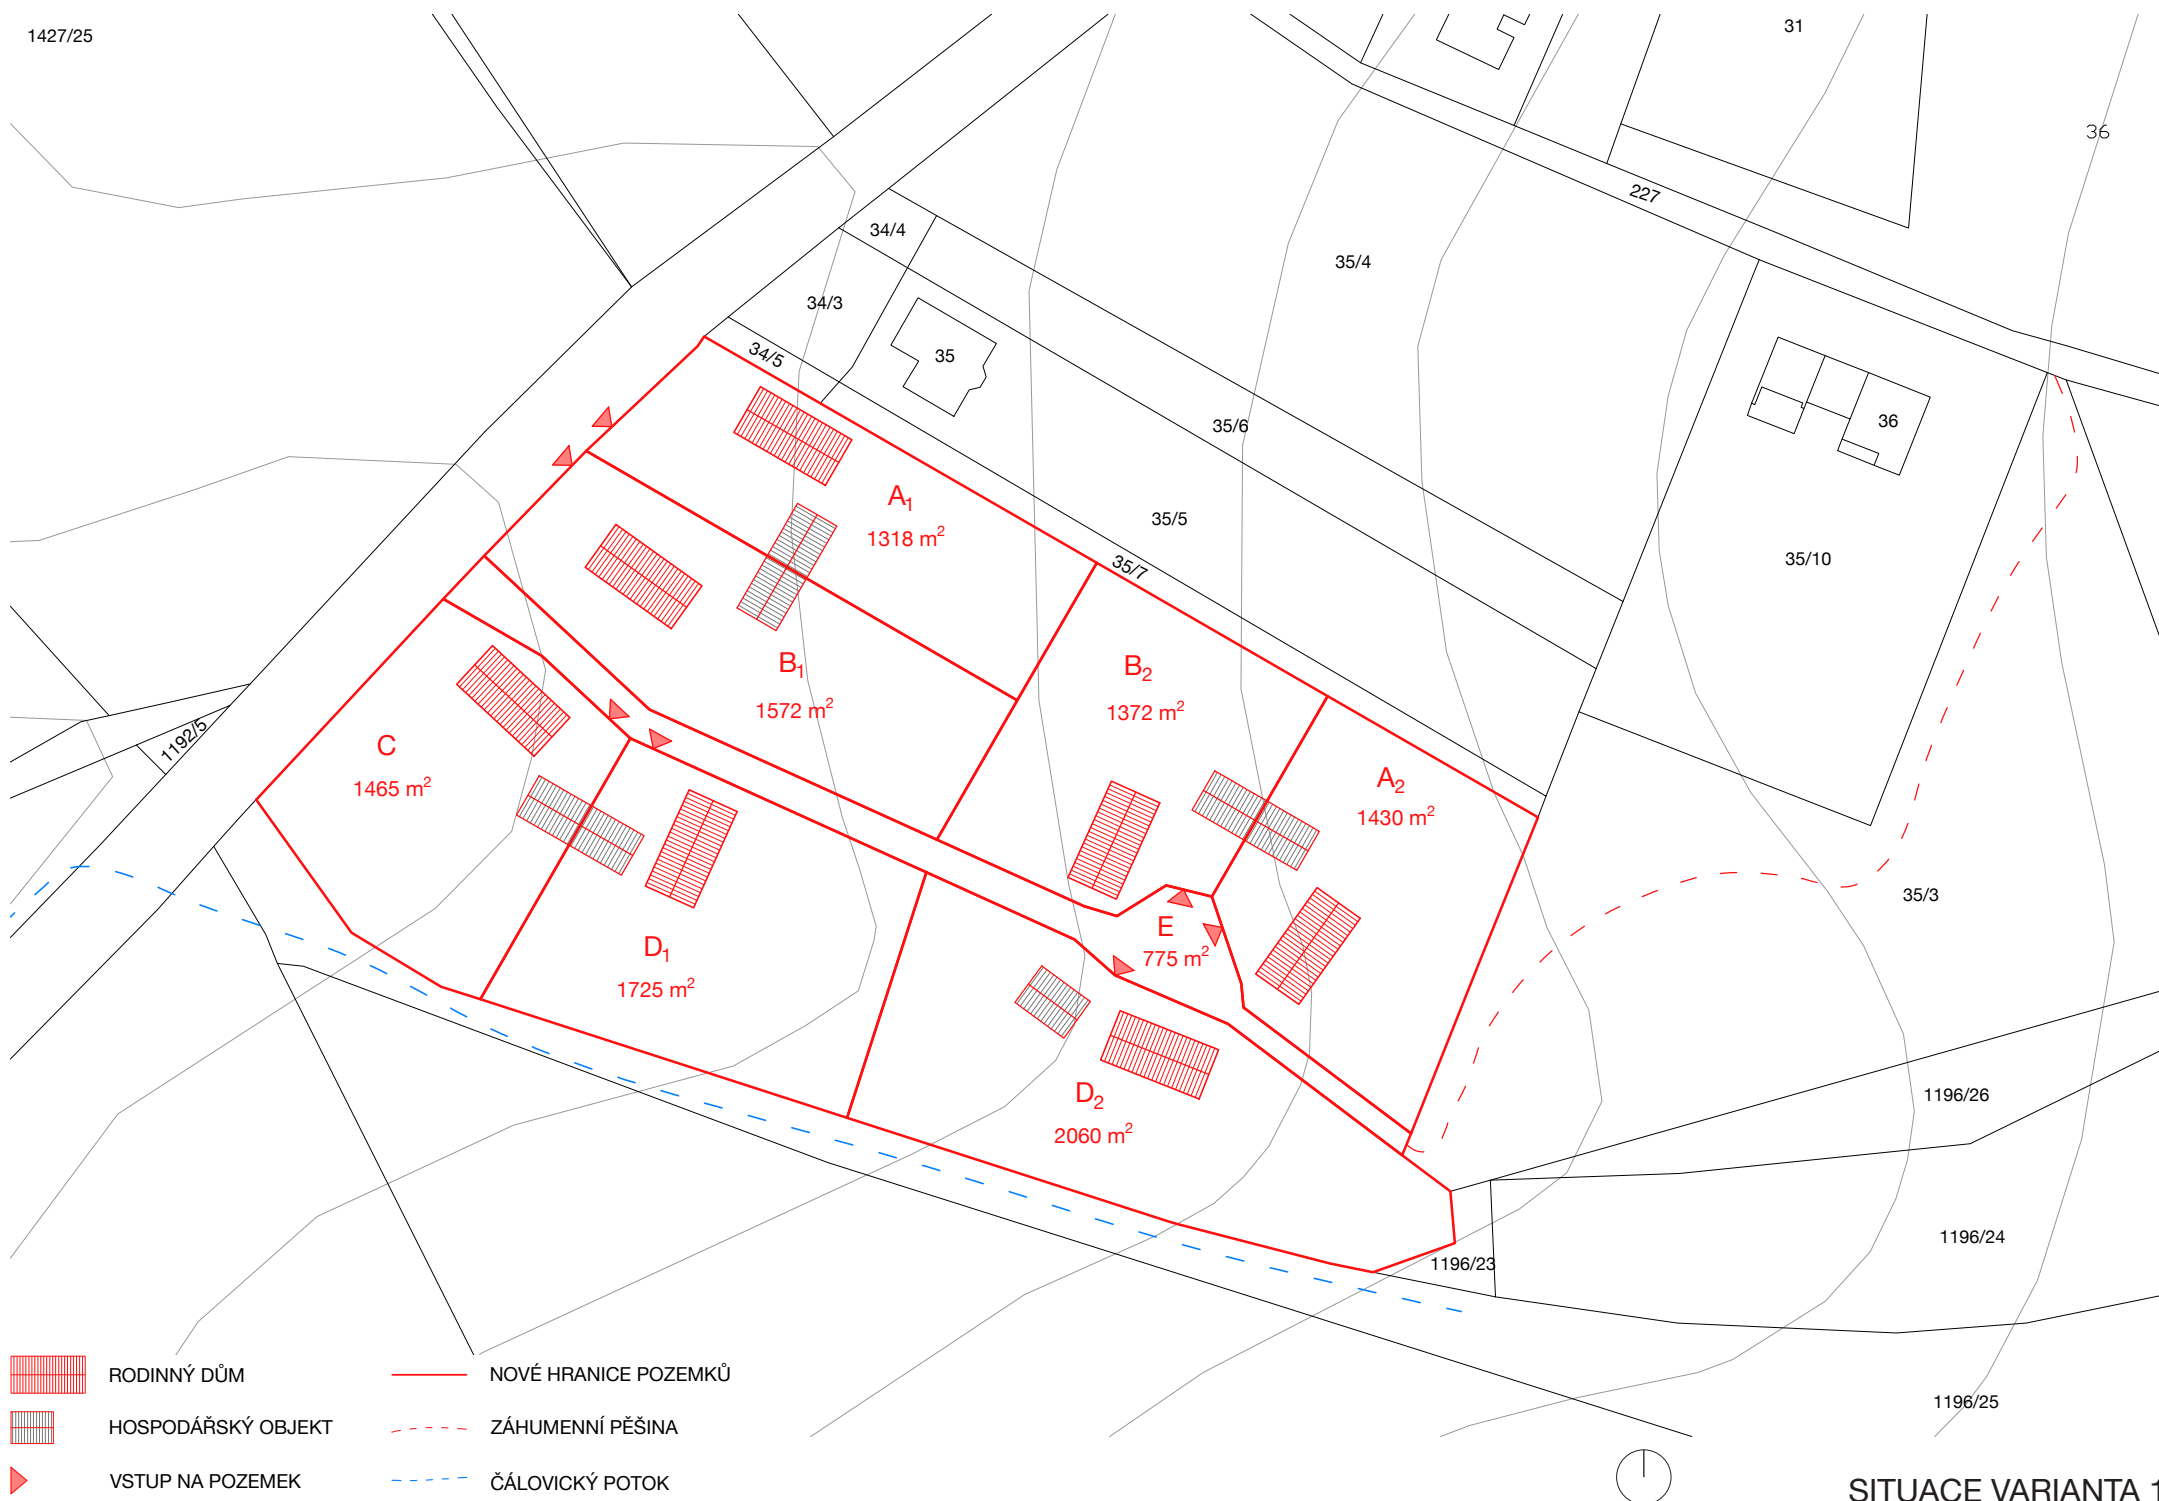 1427/25
31
36
227
34/4
35/4
34/3
34/5
35
35/6
36
A1
1318 m2
35/5
35/7
35/10
B1
1572 m2
B2
1372 m2
1192/5
C
1465 m2
A2
1430 m2
35/3
E
775 m2
D1
1725 m2
D2
2060 m2
1196/26
1196/24
1196/23
1196/25
RODINNÝ DŮM
NOVÉ HRANICE POZEMKŮ
HOSPODÁŘSKÝ OBJEKT
ZÁHUMENNÍ PĚŠINA
VSTUP NA POZEMEK
ČÁLOVICKÝ POTOK
SITUACE VARIANTA 1